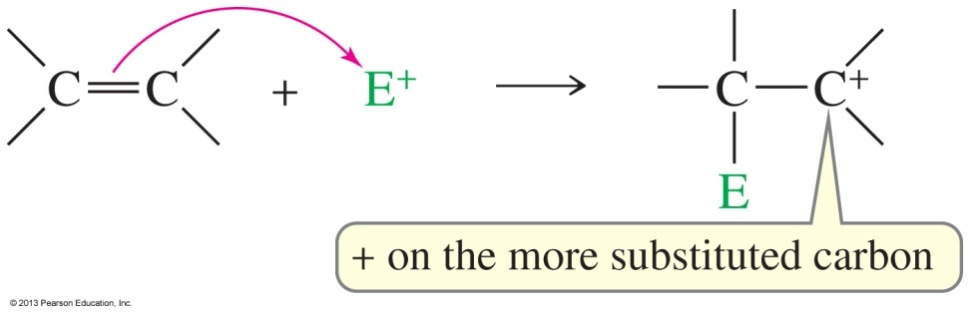 C=C + E+ → C—C+
E
+ on the more substituted carbon
© 2013 Pearson Education, Inc.